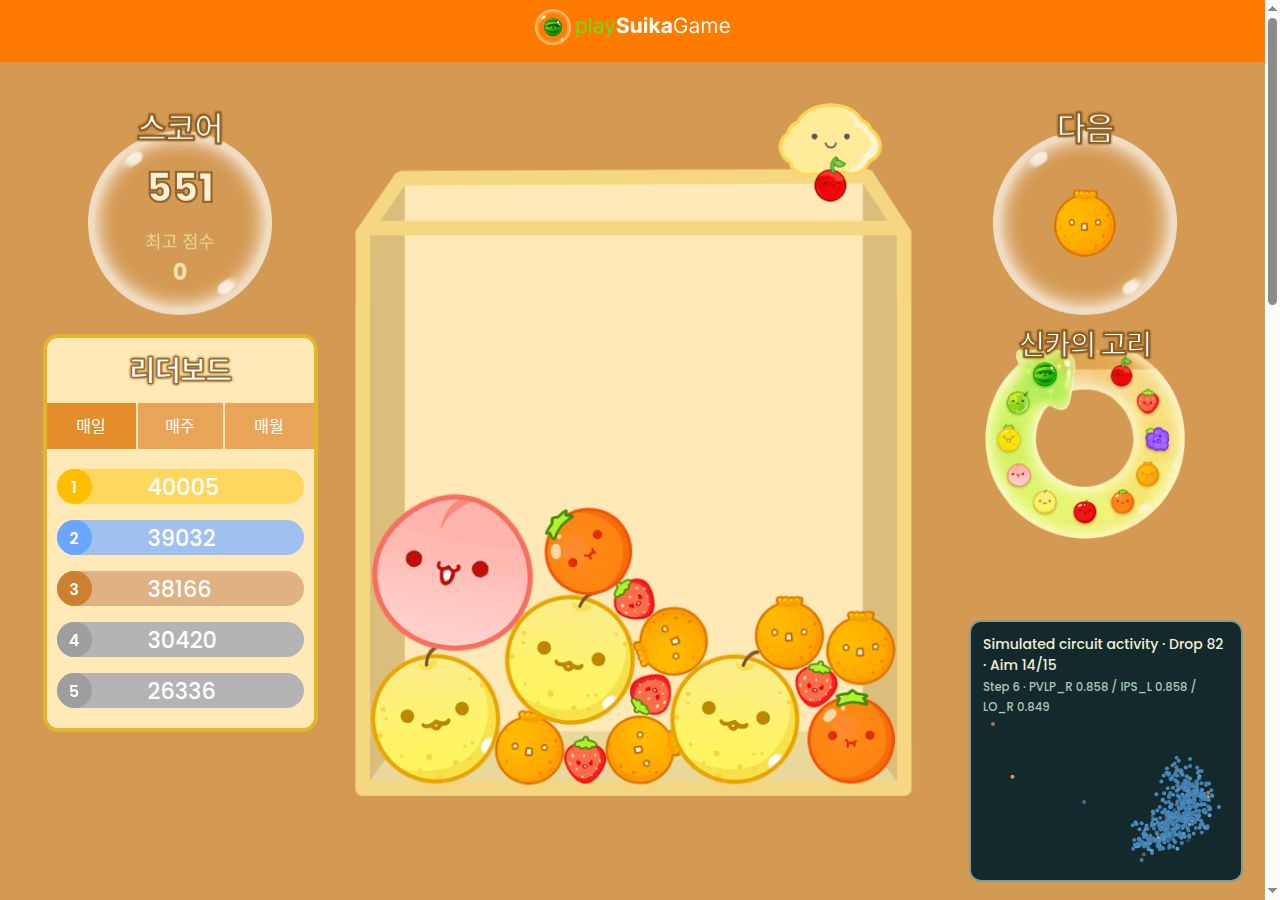 playSuikaGame
스코어
551
최고 점수
0
다음
신카의 고리
리더보드
매일 매주 매월
1 40005
2 39032
3 38166
4 30420
5 26336
Simulated circuit activity · Drop 82
· Aim 14/15
Step 6 · PVLP_R 0.858 / IPS_L 0.858 /
LO_R 0.849